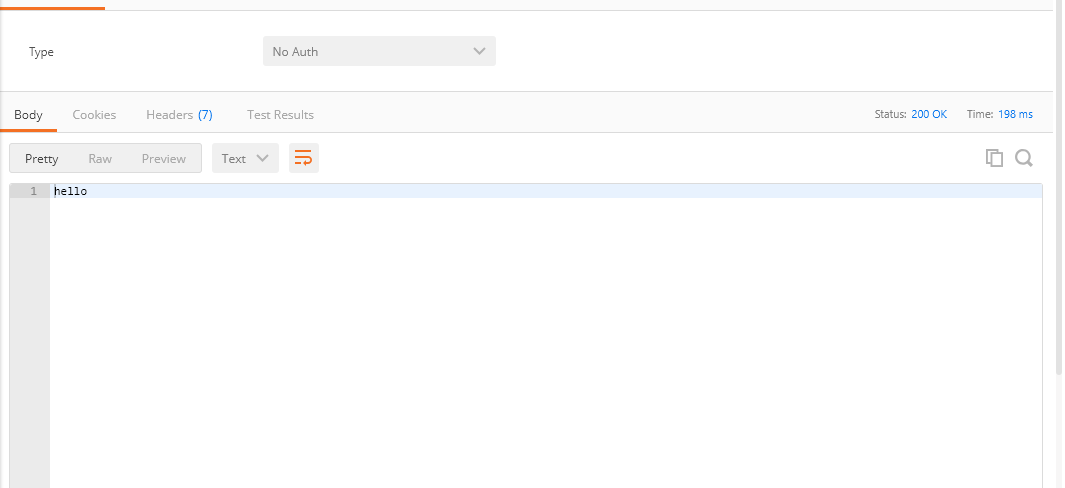 Type No Auth
Body Cookies Headers (7) Test Results Status: 200 OK Time: 198 ms
Pretty Raw Preview Text
1 hello